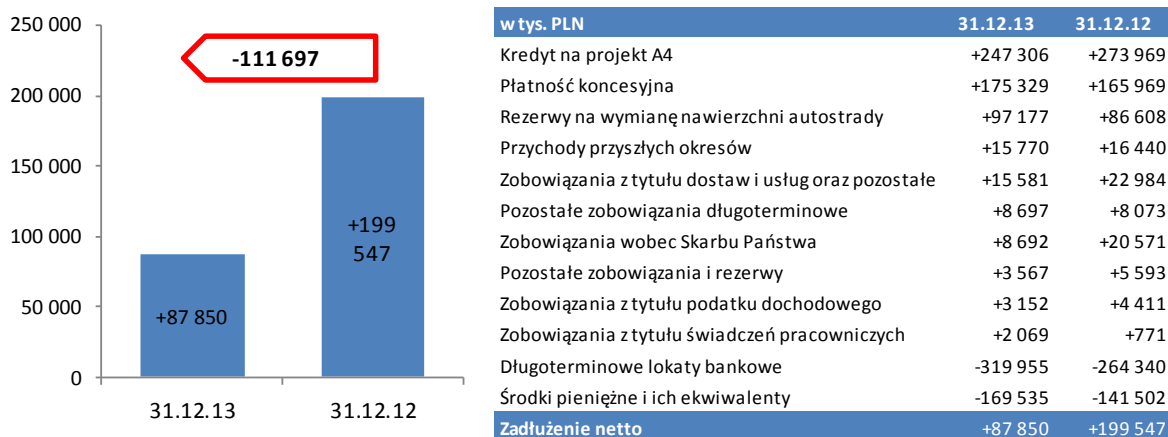 250 000
200 000
150 000
100 000
50 000
0
-111 697
+87 850
+199
547
31.12.13 31.12.12
w tys. PLN 31.12.13 31.12.12
Kredyt na projekt A4 +247 306 +273 969
Płatność koncesyjna +175 329 +165 969
Rezerwy na wymianę nawierzchni autostrady +97 177 +86 608
Przychody przyszłych okresów +15 770 +16 440
Zobowiązania z tytułu dostaw i usług oraz pozostałe +15 581 +22 984
Pozostałe zobowiązania długoterminowe +8 697 +8 073
Zobowiązania wobec Skarbu Państwa +8 692 +20 571
Pozostałe zobowiązania i rezerwy +3 567 +5 593
Zobowiązania z tytułu podatku dochodowego +3 152 +4 411
Zobowiązania z tytułu świadczeń pracowniczych +2 069 +771
Długoterminowe lokaty bankowe -319 955 -264 340
Środki pieniężne i ich ekwiwalenty -169 535 -141 502
Zadłużenie netto +87 850 +199 547